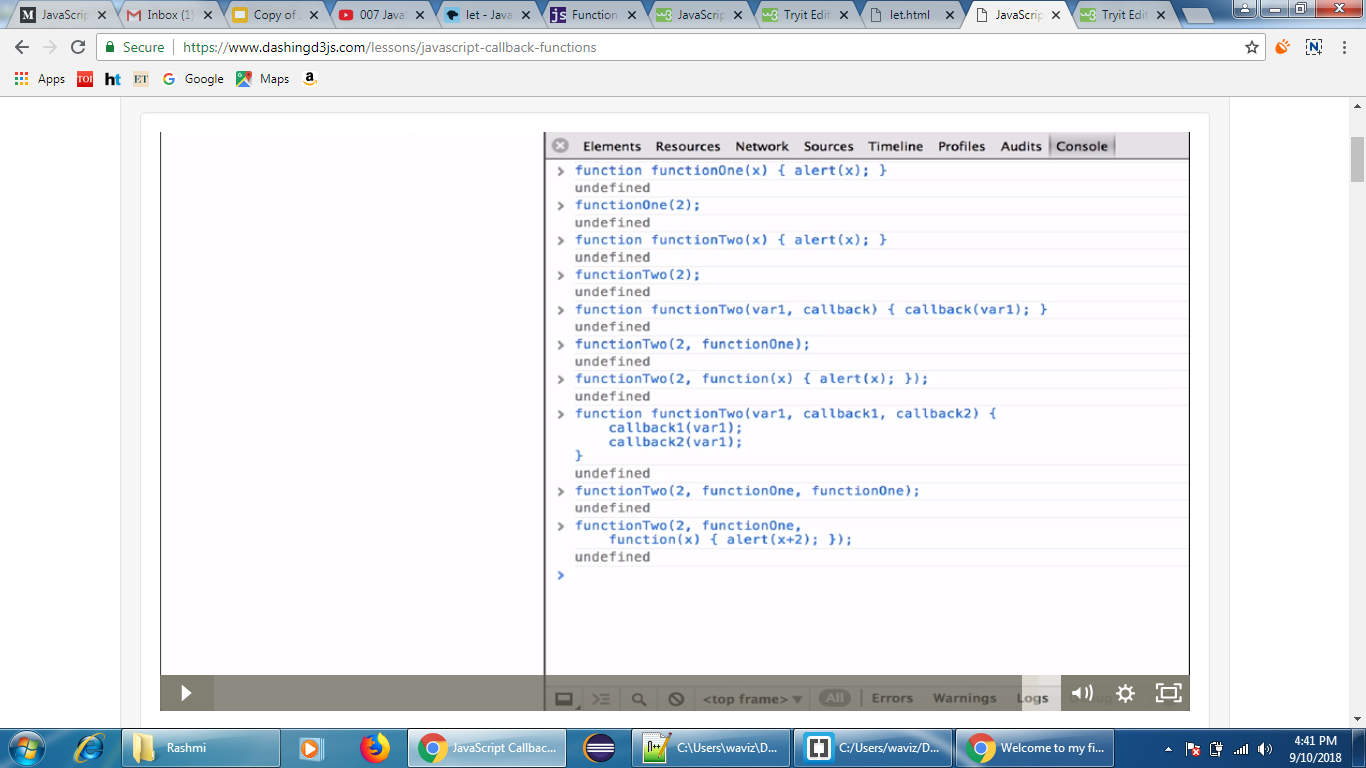 JavaScrip
Inbox (1)
Copy of
007 Java
let - Java
Function
JavaScrip
Tryit Edit
let.html
JavaScrip
Tryit Edit
Secure https://www.dashingd3js.com/lessons/javascript-callback-functions
Apps TOI ht ET Google Maps
Elements Resources Network Sources Timeline Profiles Audits Console
> function functionOne(x) { alert(x); }
undefined
> functionOne(2);
undefined
> function functionTwo(x) { alert(x); }
undefined
> functionTwo(2);
undefined
> function functionTwo(var1, callback) { callback(var1); }
undefined
> functionTwo(2, functionOne);
undefined
> functionTwo(2, function(x) { alert(x); });
undefined
> function functionTwo(var1, callback1, callback2) {
callback1(var1);
callback2(var1);
}
undefined
> functionTwo(2, functionOne, functionOne);
undefined
> functionTwo(2, functionOne,
function(x) { alert(x+2); });
undefined
>
<top frame> All Errors Warnings Logs
Rashmi
JavaScript Callbac...
C:\Users\waviz\D...
C:/Users/waviz/D...
Welcome to my fi...
4:41 PM
9/10/2018